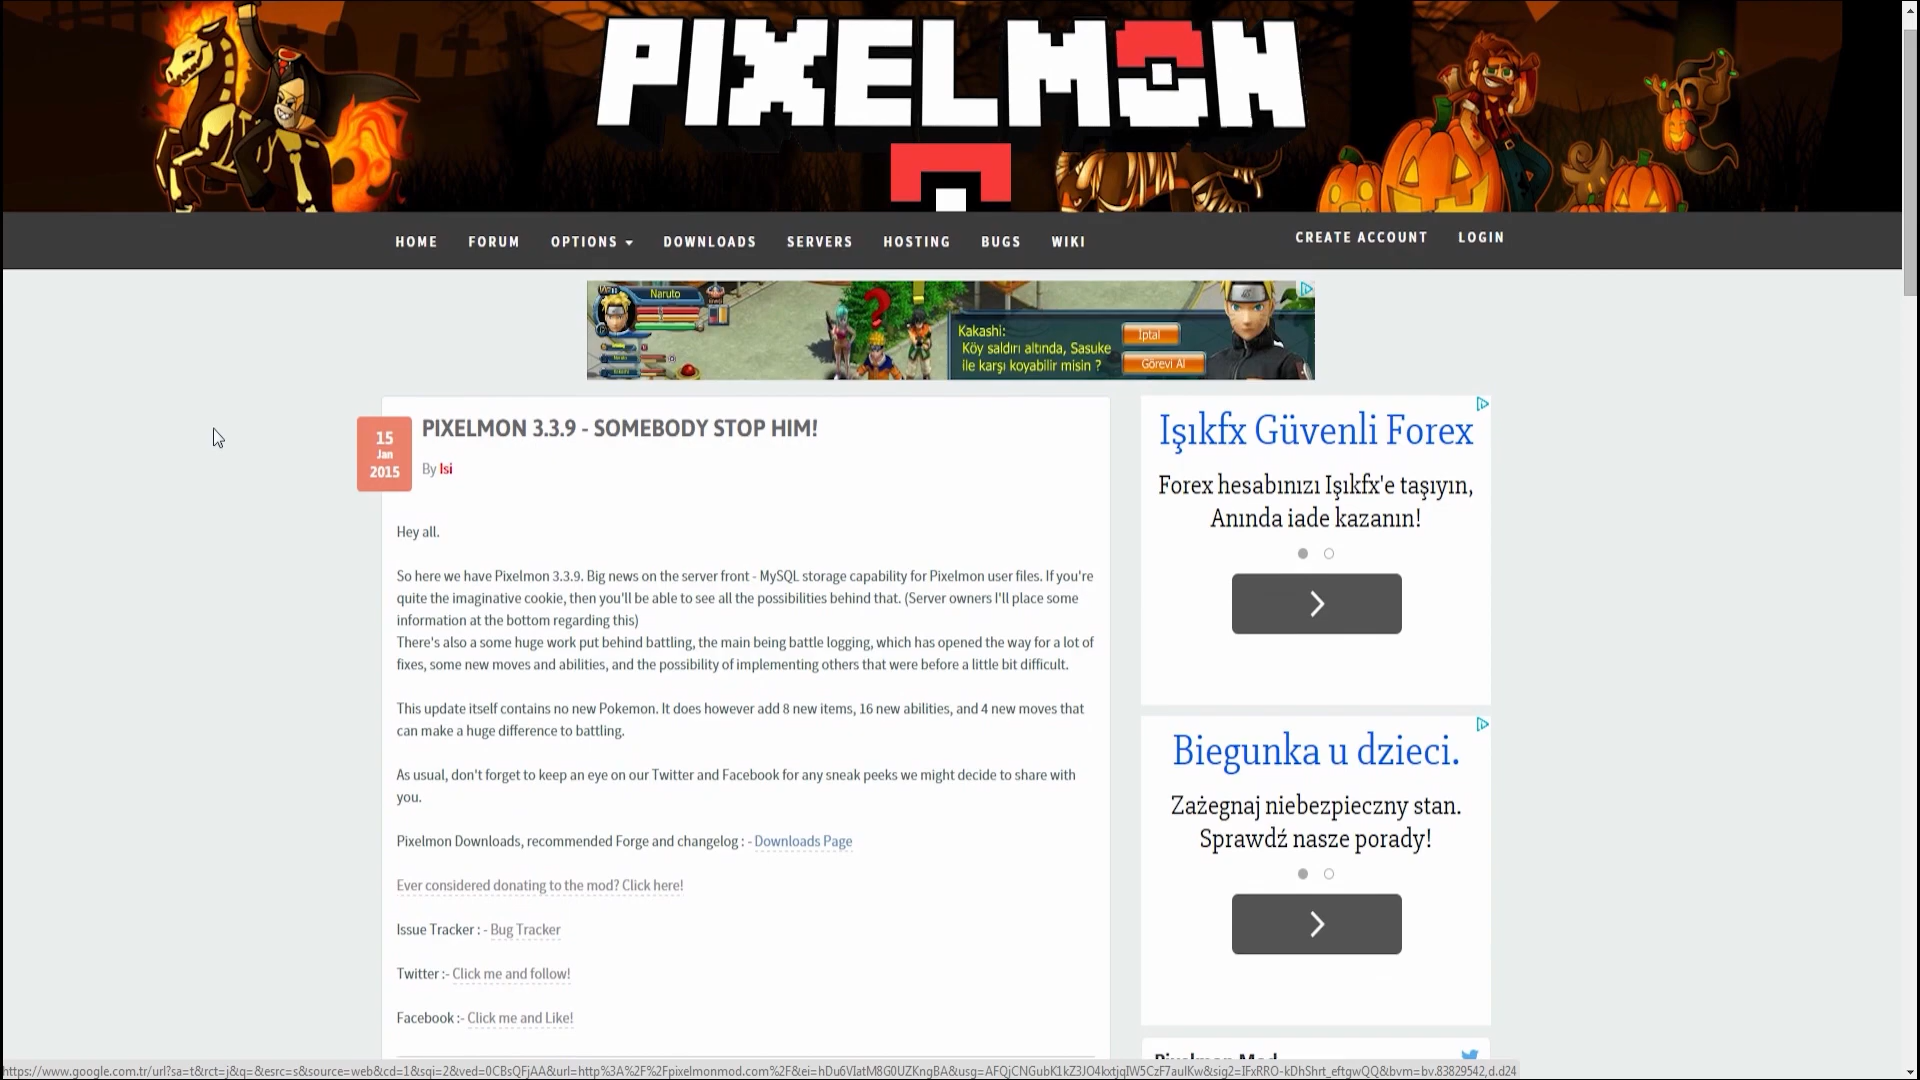 PIXELMON
HOME FORUM OPTIONS DOWNLOADS SERVERS HOSTING BUGS WIKI CREATE ACCOUNT LOGIN
Naruto
Kakashi:
Köy saldırı altında, Sasuke
ile karşı koyabilir misin ?
İptal
Görevi Al
15
Jan
2015
PIXELMON 3.3.9 - SOMEBODY STOP HIM!
By Isi
Hey all.
So here we have Pixelmon 3.3.9. Big news on the server front - MySQL storage capability for Pixelmon user files. If you're
quite the imaginative cookie, then you'll be able to see all the possibilities behind that. (Server owners I'll place some
information at the bottom regarding this)
There's also a some huge work put behind battling, the main being battle logging, which has opened the way for a lot of
fixes, some new moves and abilities, and the possibility of implementing others that were before a little bit difficult.
This update itself contains no new Pokemon. It does however add 8 new items, 16 new abilities, and 4 new moves that
can make a huge difference to battling.
As usual, don't forget to keep an eye on our Twitter and Facebook for any sneak peeks we might decide to share with
you.
Pixelmon Downloads, recommended Forge and changelog : - Downloads Page
Ever considered donating to the mod? Click here!
Issue Tracker : - Bug Tracker
Twitter :- Click me and follow!
Facebook :- Click me and Like!
Işıkfx Güvenli Forex
Forex hesabınızı Işıkfx'e taşıyın,
Anında iade kazanın!
Biegunka u dzieci.
Zażegnaj niebezpieczny stan.
Sprawdź nasze porady!
Pixelmon Mod
https://www.google.com.tr/url?sa=t&rct=j&q=&esrc=s&source=web&cd=1&sqi=2&ved=0CBsQFjAA&url=http%3A%2F%2Fpixelmonmod.com%2F&ei=hDu6VIatM8G0UZKngBA&usg=AFQjCNGubK1kZ3JO4kxtjqIW5CzF7aulKw&sig2=IFxRRO-kDhShrt_eftgwQQ&bvm=bv.83829542,d.d24